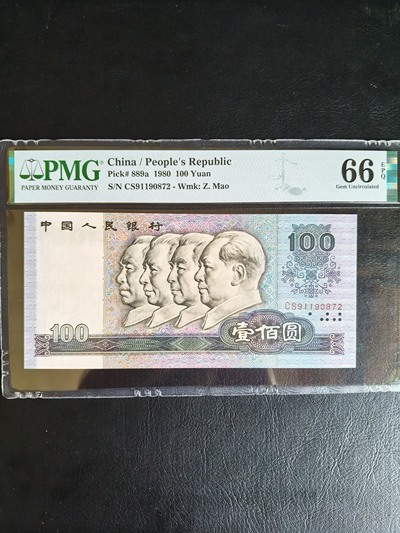 PMG
PAPER MONEY GUARANTY
China / People's Republic
Pick# 889a 1980 100 Yuan
S/N CS91190872 - Wmk: Z. Mao
66 EPQ
Gem Uncirculated
中国人民银行
100
CS91190872
100
壹佰圆